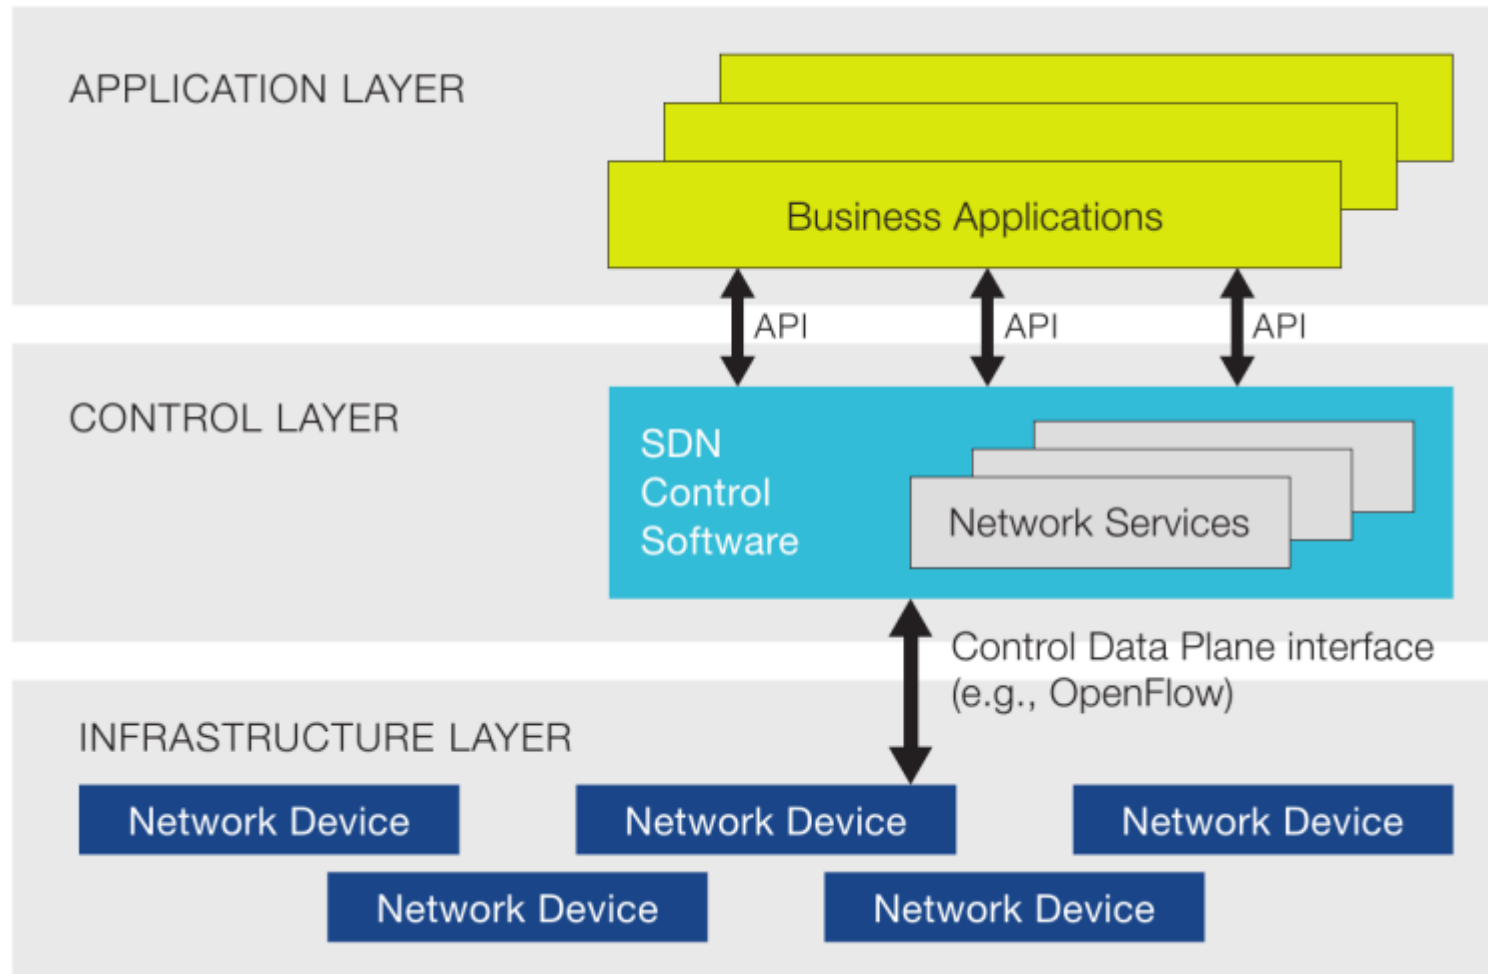 APPLICATION LAYER
Business Applications
API
API
API
CONTROL LAYER
SDN
Control
Software
Network Services
Control Data Plane interface
(e.g., OpenFlow)
INFRASTRUCTURE LAYER
Network Device
Network Device
Network Device
Network Device
Network Device